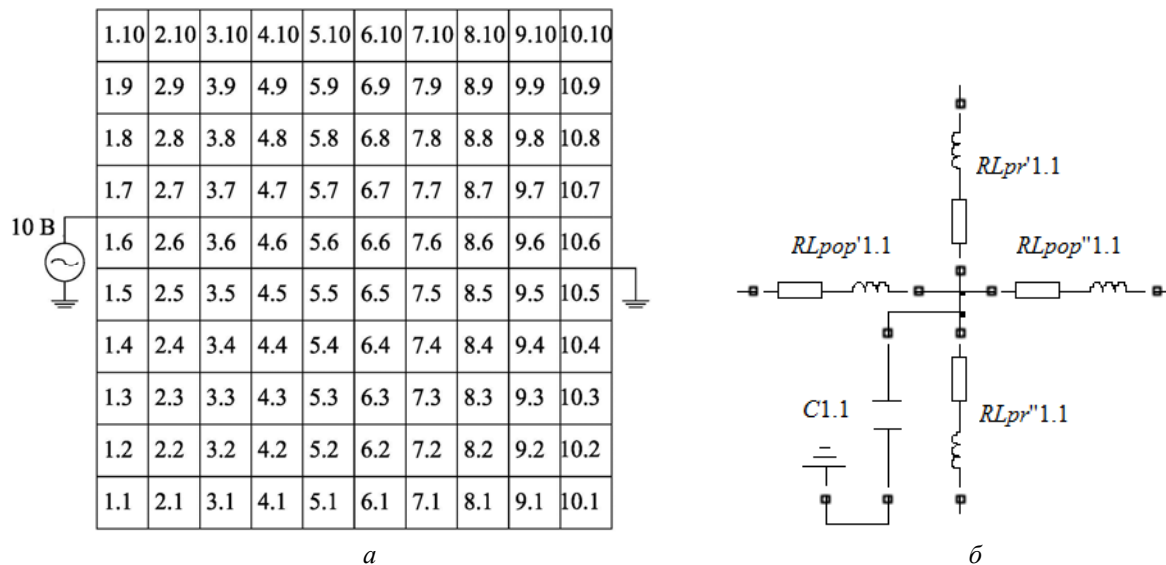 1.10 2.10 3.10 4.10 5.10 6.10 7.10 8.10 9.10 10.10
1.9 2.9 3.9 4.9 5.9 6.9 7.9 8.9 9.9 10.9
1.8 2.8 3.8 4.8 5.8 6.8 7.8 8.8 9.8 10.8
1.7 2.7 3.7 4.7 5.7 6.7 7.7 8.7 9.7 10.7
10 В
1.6 2.6 3.6 4.6 5.6 6.6 7.6 8.6 9.6 10.6
1.5 2.5 3.5 4.5 5.5 6.5 7.5 8.5 9.5 10.5
1.4 2.4 3.4 4.4 5.4 6.4 7.4 8.4 9.4 10.4
1.3 2.3 3.3 4.3 5.3 6.3 7.3 8.3 9.3 10.3
1.2 2.2 3.2 4.2 5.2 6.2 7.2 8.2 9.2 10.2
1.1 2.1 3.1 4.1 5.1 6.1 7.1 8.1 9.1 10.1
а
RLpr'1.1
RLpop'1.1
RLpop"1.1
C1.1
RLpr"1.1
б